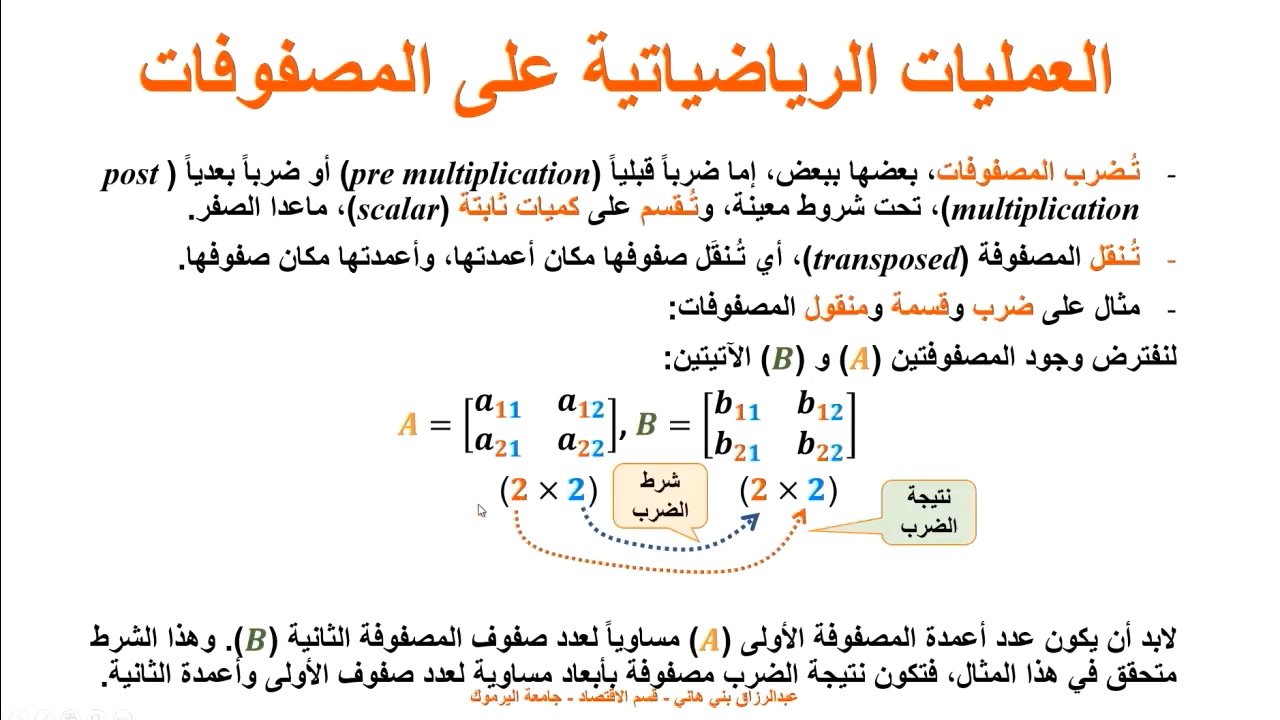 العمليات الرياضياتية على المصفوفات
- تُضرب المصفوفات، بعضها ببعض، إما ضرباً قبلياً (pre multiplication) أو ضرباً بعدياً (post
multiplication)، تحت شروط معينة، وتُقسم على كميات ثابتة (scalar)، ماعدا الصفر.
- تُنقل المصفوفة (transposed)، أي تُنقَل صفوفها مكان أعمدتها، وأعمدتها مكان صفوفها.
- مثال على ضرب وقسمة ومنقول المصفوفات:
لنفترض وجود المصفوفتين (A) و (B) الآتيتين:
A = [a11 a12
a21 a22], B = [b11 b12
b21 b22]
(2 × 2) شرط الضرب (2 × 2) نتيجة الضرب
لابد أن يكون عدد أعمدة المصفوفة الأولى (A) مساوياً لعدد صفوف المصفوفة الثانية (B). وهذا الشرط
متحقق في هذا المثال، فتكون نتيجة الضرب مصفوفة بأبعاد مساوية لعدد صفوف الأولى وأعمدة الثانية.
عبدالرزاق بني هاني - قسم الاقتصاد - جامعة اليرموك